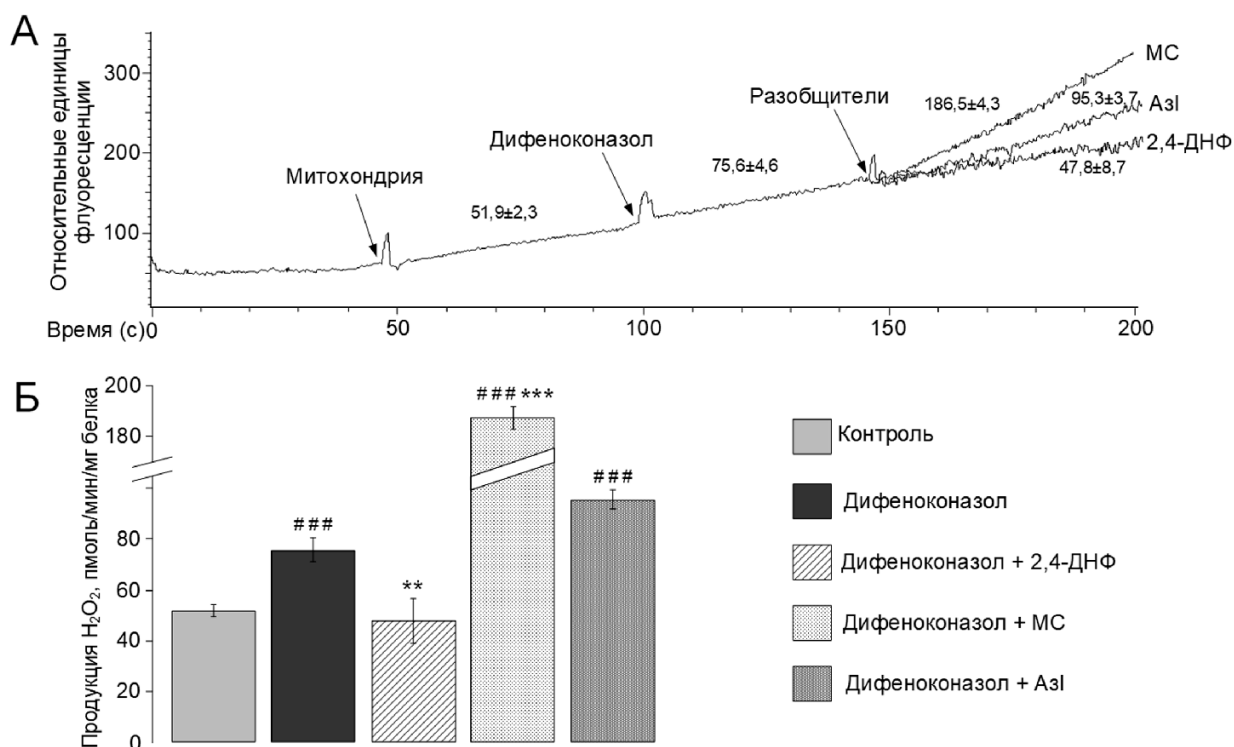 А
Относительные единицы
флуоресценции
300
200
100
Митохондрия
51,9±2,3
Дифеноконазол
75,6±4,6
Разобщители
186,5±4,3
95,3±3,7
47,8±8,7
МС
АзI
2,4-ДНФ
Время (с)
0
50
100
150
200
Б
Продукция H₂O₂, пмоль/мин/мг белка
200
180
80
60
40
20
0
###
**
###***
###
Контроль
Дифеноконазол
Дифеноконазол + 2,4-ДНФ
Дифеноконазол + МС
Дифеноконазол + АзI